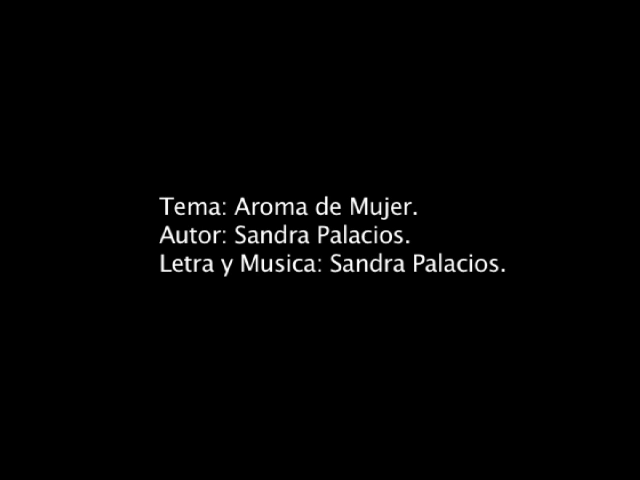 Tema: Aroma de Mujer.
Autor: Sandra Palacios.
Letra y Musica: Sandra Palacios.